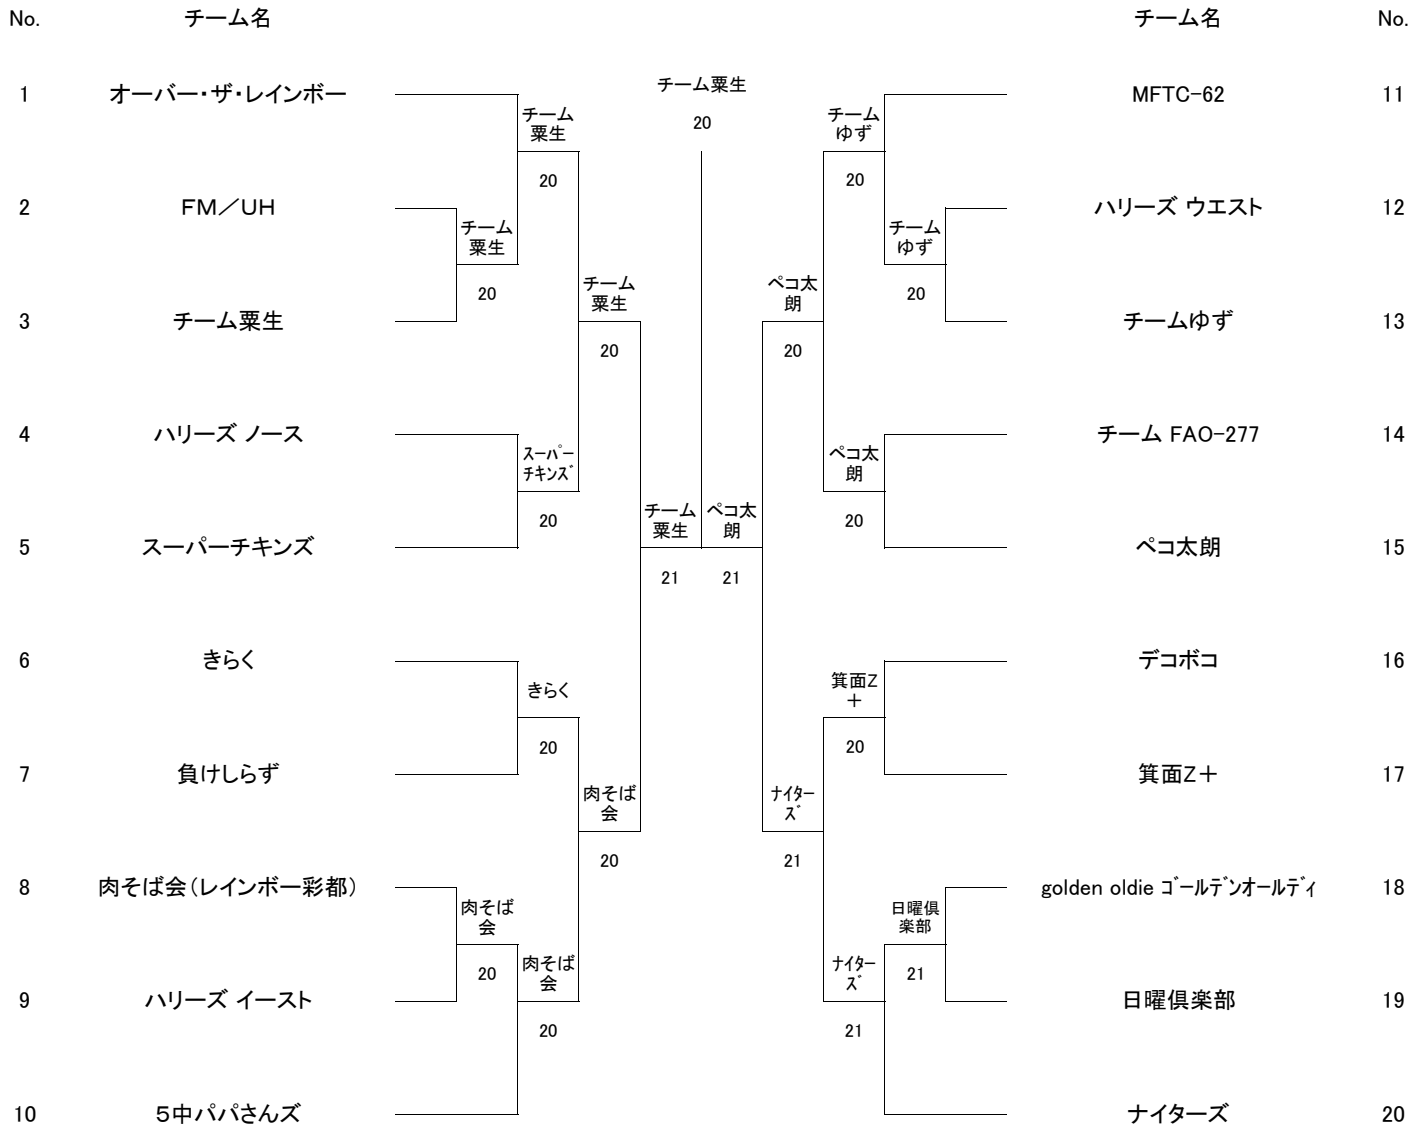 No.
チーム名
チーム名
No.
1
オーバー・ザ・レインボー
チーム粟生
MFTC-62
11
チーム
粟生
20
チーム
ゆず
20
20
2
FM／UH
ハリーズ ウエスト
12
チーム
粟生
チーム
ゆず
20
チーム
粟生
ペコ太
朗
20
3
チーム粟生
チームゆず
13
20
20
4
ハリーズ ノース
チーム FAO-277
14
スーパー
チキンズ
ペコ太
朗
20
チーム
粟生
ペコ太
朗
20
5
スーパーチキンズ
ペコ太朗
15
21
21
6
きらく
デコボコ
16
きらく
箕面Z
＋
20
20
7
負けしらず
箕面Z＋
17
肉そば
会
ナイター
ズ
20
21
8
肉そば会（レインボー彩都）
golden oldie ゴールデンオールディ
18
肉そば
会
日曜倶
楽部
20
肉そば
会
ナイター
ズ
21
9
ハリーズ イースト
日曜倶楽部
19
20
21
10
５中パパさんズ
ナイターズ
20